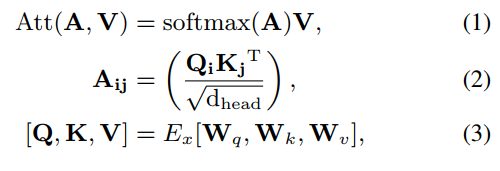 Att(A, V) = softmax(A)V, (1)
A_ij = (Q_i K_j^T / √d_head), (2)
[Q, K, V] = E_x[W_q, W_k, W_v], (3)